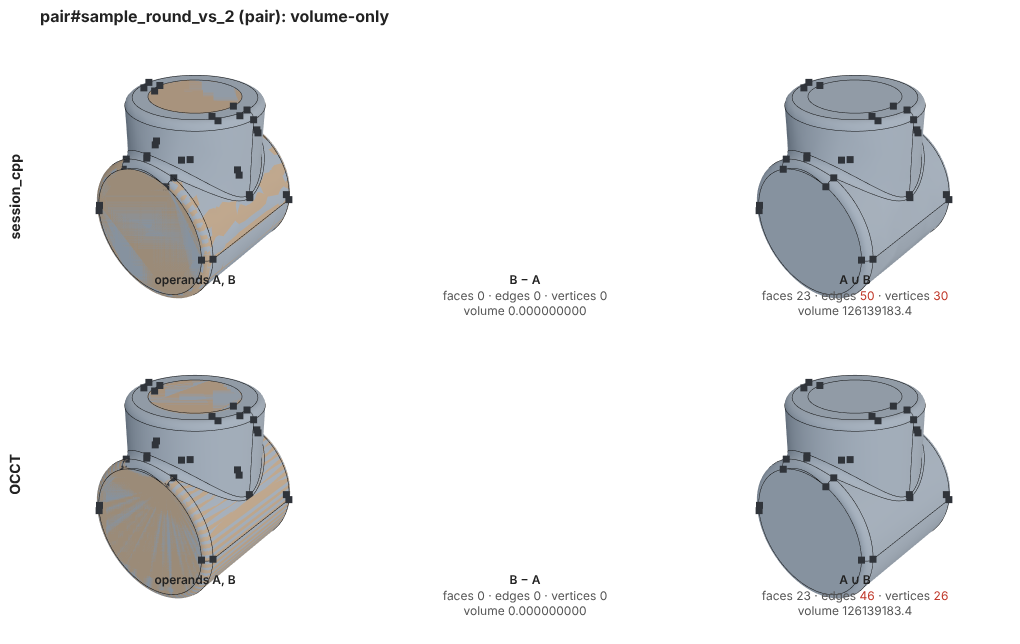 pair#sample_round_vs_2 (pair): volume-only
session_cpp
operands A, B
B − A
faces 0 · edges 0 · vertices 0
volume 0.000000000
A ∪ B
faces 23 · edges 50 · vertices 30
volume 126139183.4
OCCT
operands A, B
B − A
faces 0 · edges 0 · vertices 0
volume 0.000000000
A ∪ B
faces 23 · edges 46 · vertices 26
volume 126139183.4